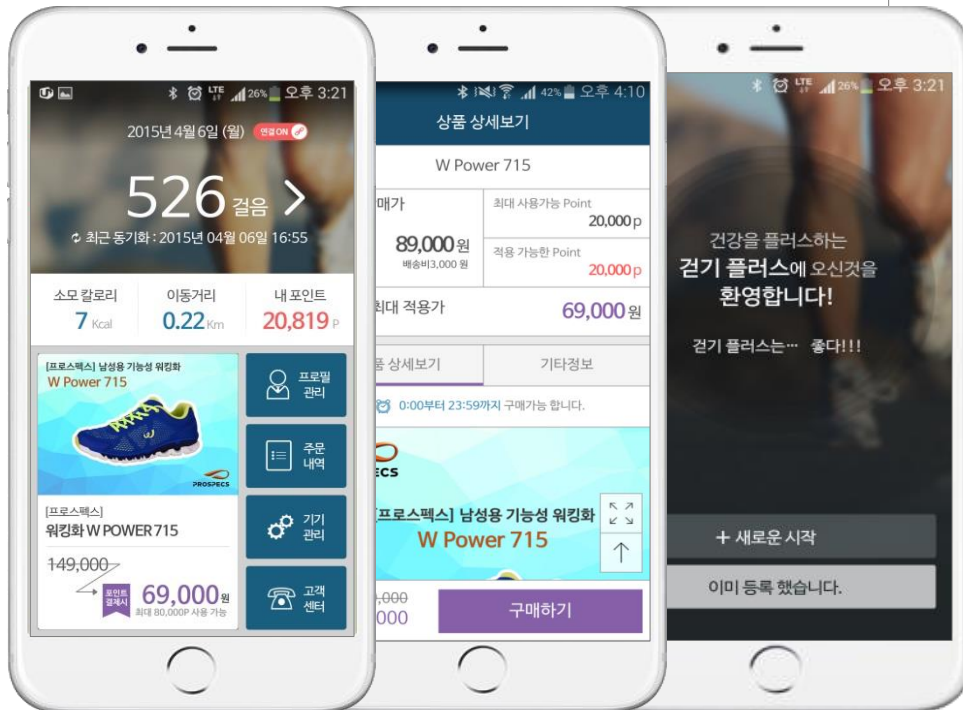 LTE 26% 오후 3:21
2015년 4월 6일 (월) 연결 ON
526 걸음
최근 동기화 : 2015년 04월 06일 16:55
소모 칼로리 이동거리 내 포인트
7 Kcal 0.22 Km 20,819 P
[프로스펙스] 남성용 기능성 워킹화
W Power 715
PROSPECS
[프로스펙스]
워킹화 W POWER 715
149,000
포인트 결제시 69,000 원
최대 80,000P 사용 가능
프로필
관리
주문
내역
기기
관리
고객
센터
42% 오후 4:10
상품 상세보기
W Power 715
매가
89,000 원
배송비3,000 원
최대 사용가능 Point
20,000 p
적용 가능한 Point
20,000 p
최대 적용가 69,000 원
품 상세보기 기타정보
0:00부터 23:59까지 구매가능 합니다.
ECS
[프로스펙스] 남성용 기능성 워킹화
W Power 715
,000
000
구매하기
LTE 26% 오후 3:21
건강을 플러스하는
걷기 플러스에 오신것을
환영합니다!
걷기 플러스는… 좋다!!!
+ 새로운 시작
이미 등록 했습니다.